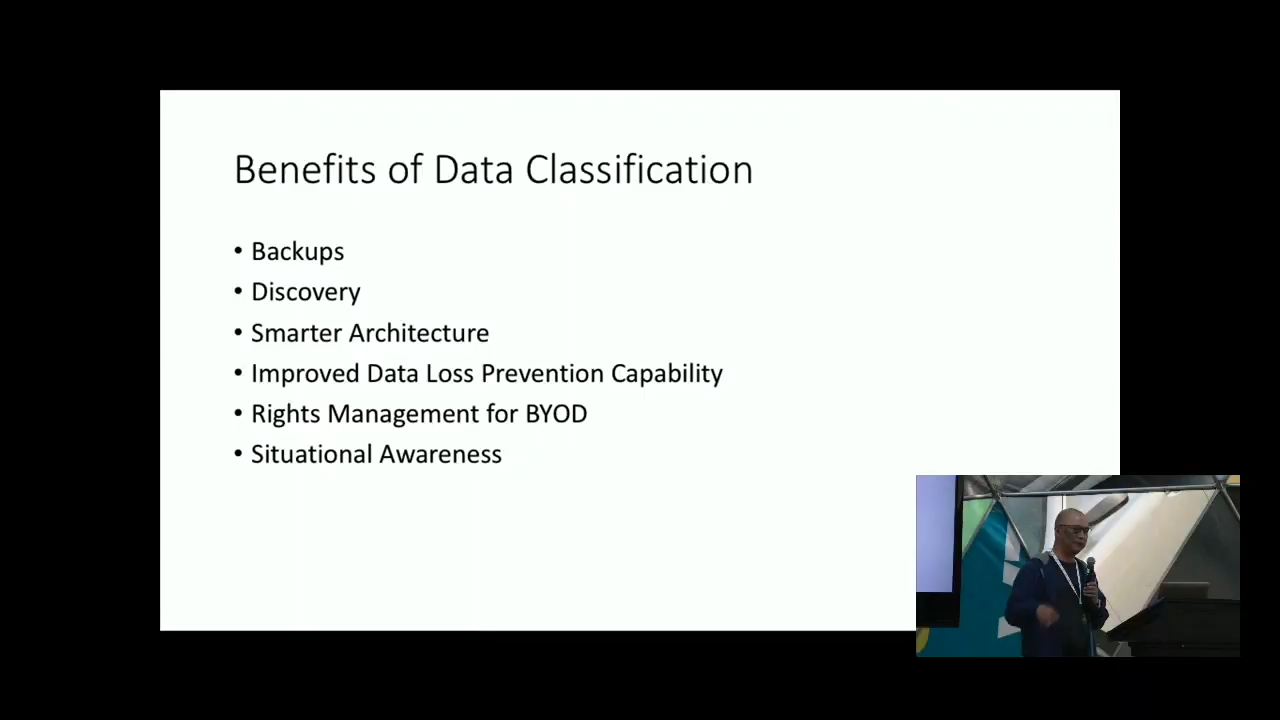 Benefits of Data Classification
• Backups
• Discovery
• Smarter Architecture
• Improved Data Loss Prevention Capability
• Rights Management for BYOD
• Situational Awareness